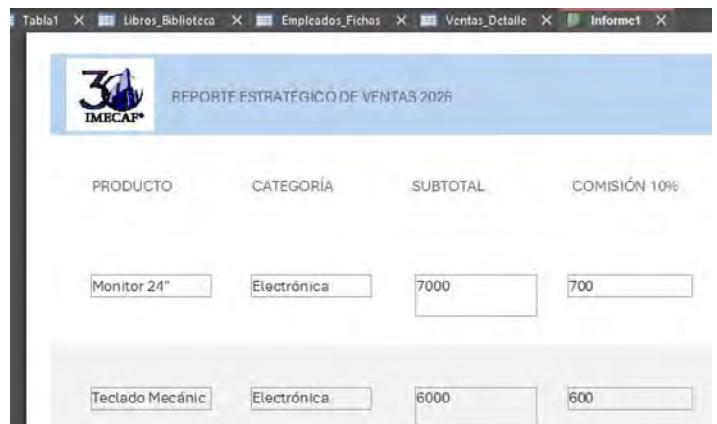 Tabla1 Libros_Biblioteca Empleados_Fichas Ventas_Detalle Informe1
30
IMECAF®
REPORTE ESTRATÉGICO DE VENTAS 2026
PRODUCTO CATEGORÍA SUBTOTAL COMISIÓN 10%
Monitor 24" Electrónica 7000 700
Teclado Mecánic Electrónica 6000 600